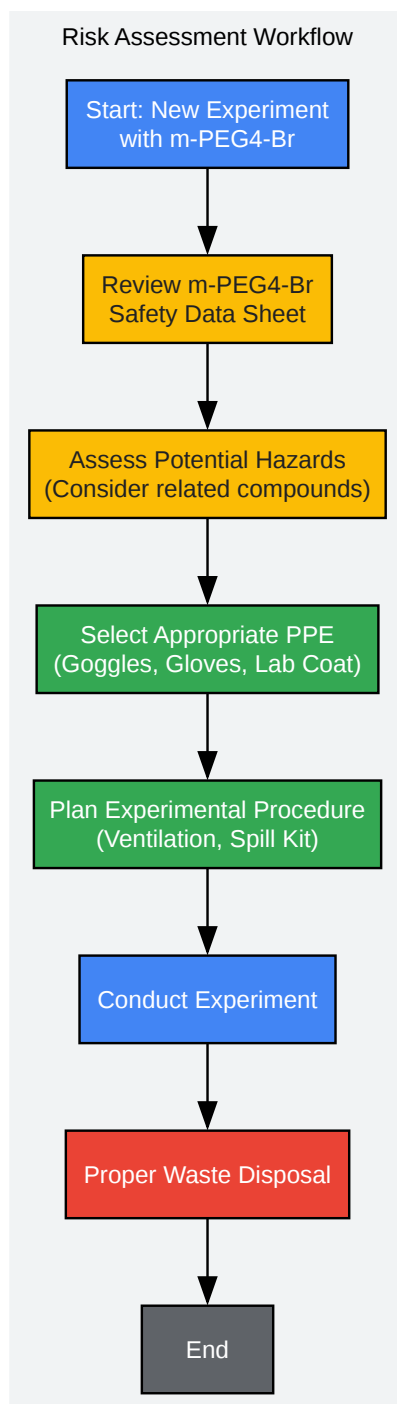 Risk Assessment Workflow
Start: New Experiment
with m-PEG4-Br
Review m-PEG4-Br
Safety Data Sheet
Assess Potential Hazards
(Consider related compounds)
Select Appropriate PPE
(Goggles, Gloves, Lab Coat)
Plan Experimental Procedure
(Ventilation, Spill Kit)
Conduct Experiment
Proper Waste Disposal
End